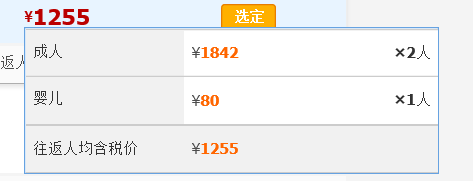 ¥1255 选定
返人
成人 ¥1842 ×2人
婴儿 ¥80 ×1人
往返人均含税价 ¥1255